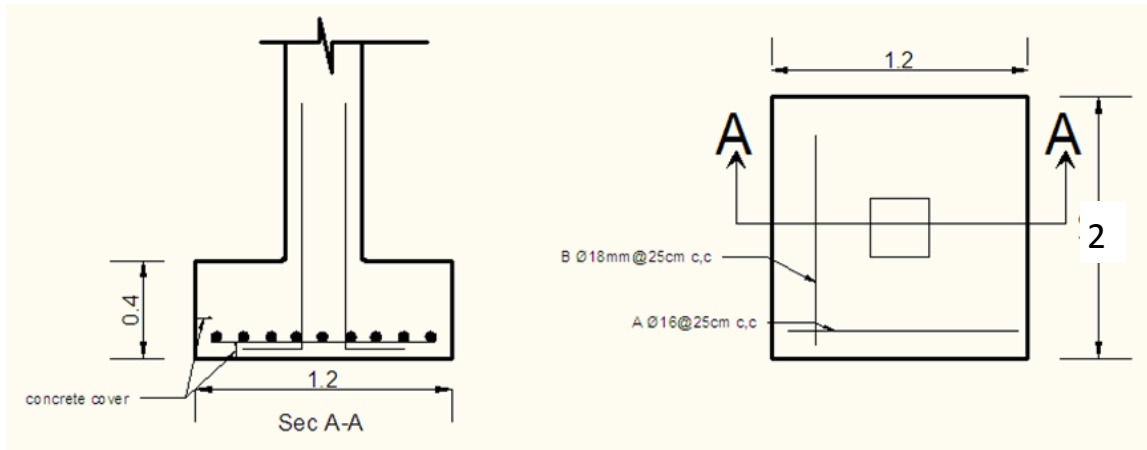 0.4
concrete cover
1.2
Sec A-A
1.2
A A
2
B Ø18mm@25cm c,c
A Ø16@25cm c,c